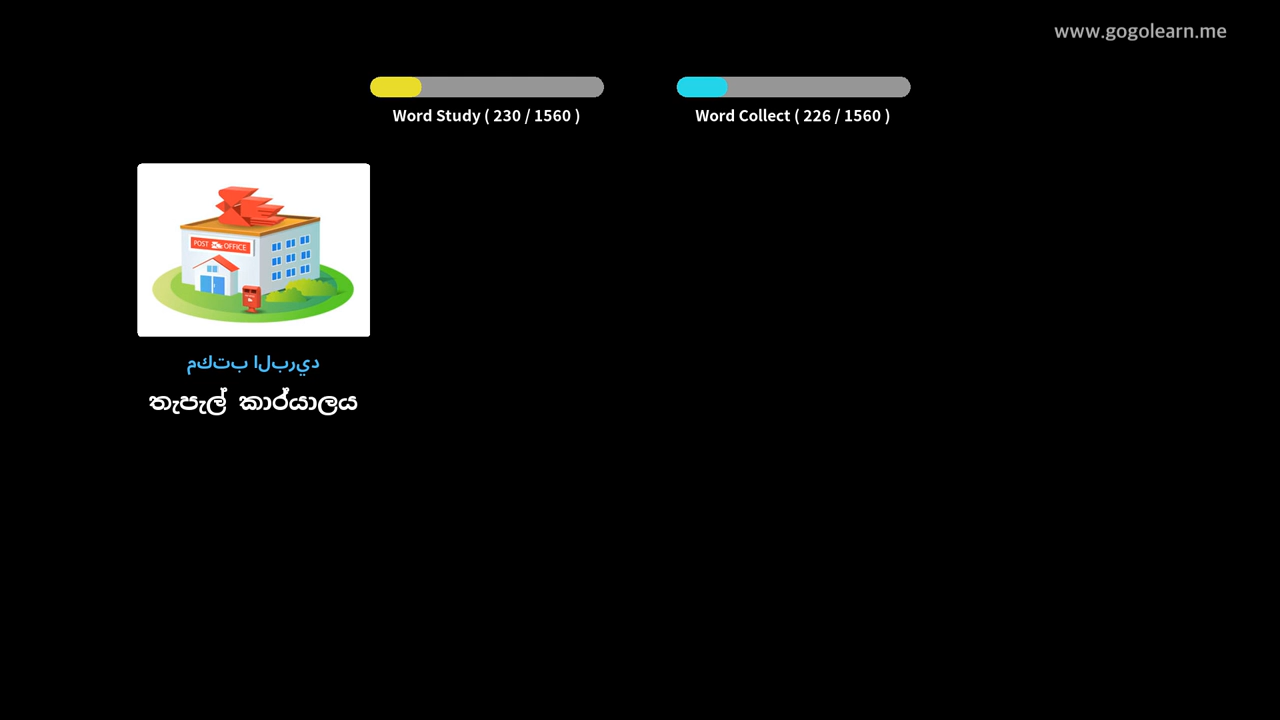 www.gogolearn.me
Word Study ( 230 / 1560 )
Word Collect ( 226 / 1560 )
POST OFFICE
مكتب البريد
තැපැල් කාර්යාලය